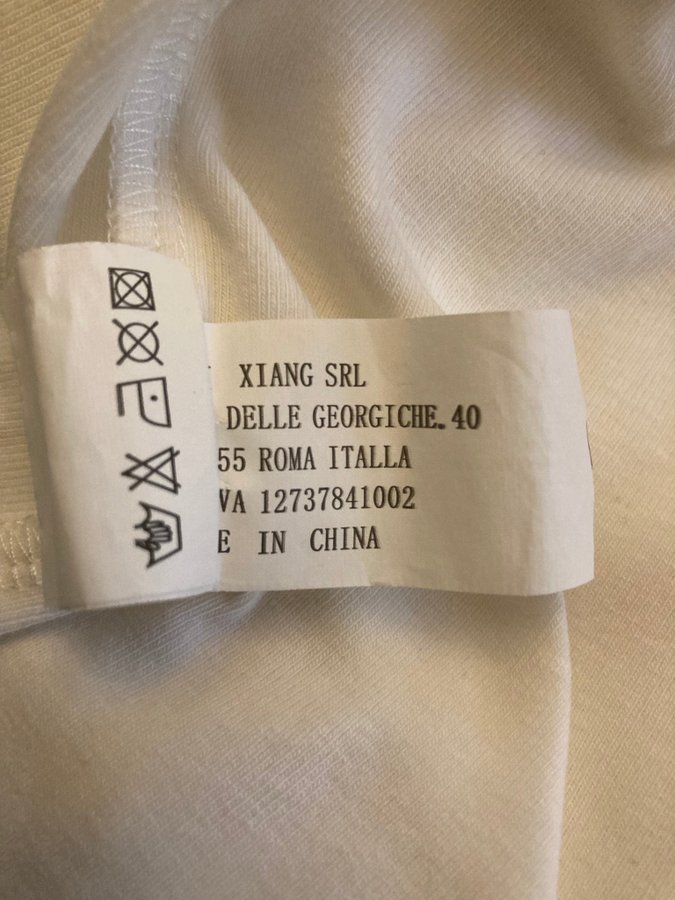 XIANG SRL
DELLE GEORGICHE.40
55 ROMA ITALLA
VA 12737841002
E IN CHINA